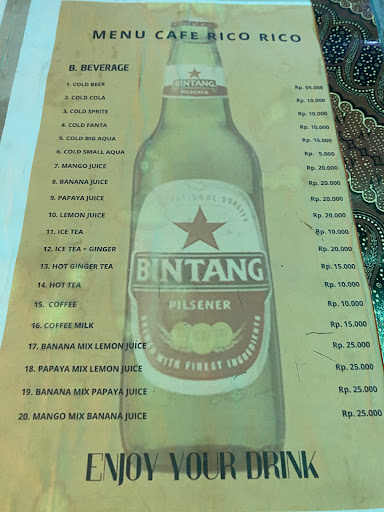 MENU CAFE RICO RICO
B. BEVERAGE
1. COLD BEER Rp. 55.000
2. COLD COLA Rp. 10.000
3. COLD SPRITE Rp. 10.000
4. COLD FANTA Rp. 10.000
5. COLD BIG AQUA Rp. 10.000
6. COLD SMALL AQUA Rp. 5.000
7. MANGO JUICE Rp. 20.000
8. BANANA JUICE Rp. 20.000
9. PAPAYA JUICE Rp. 20.000
10. LEMON JUICE Rp. 20.000
11. ICE TEA Rp. 10.000
12. ICE TEA + GINGER Rp. 20.000
13. HOT GINGER TEA Rp. 15.000
14. HOT TEA Rp. 10.000
15. COFFEE Rp. 10.000
16. COFFEE MILK Rp. 15.000
17. BANANA MIX LEMON JUICE Rp. 25.000
18. PAPAYA MIX LEMON JUICE Rp. 25.000
19. BANANA MIX PAPAYA JUICE Rp. 25.000
20. MANGO MIX BANANA JUICE Rp. 25.000
BINTANG
PILSENER
QUALITY
BINTANG
PILSENER
WITH FINEST INGREDIENTS
ENJOY YOUR DRINK